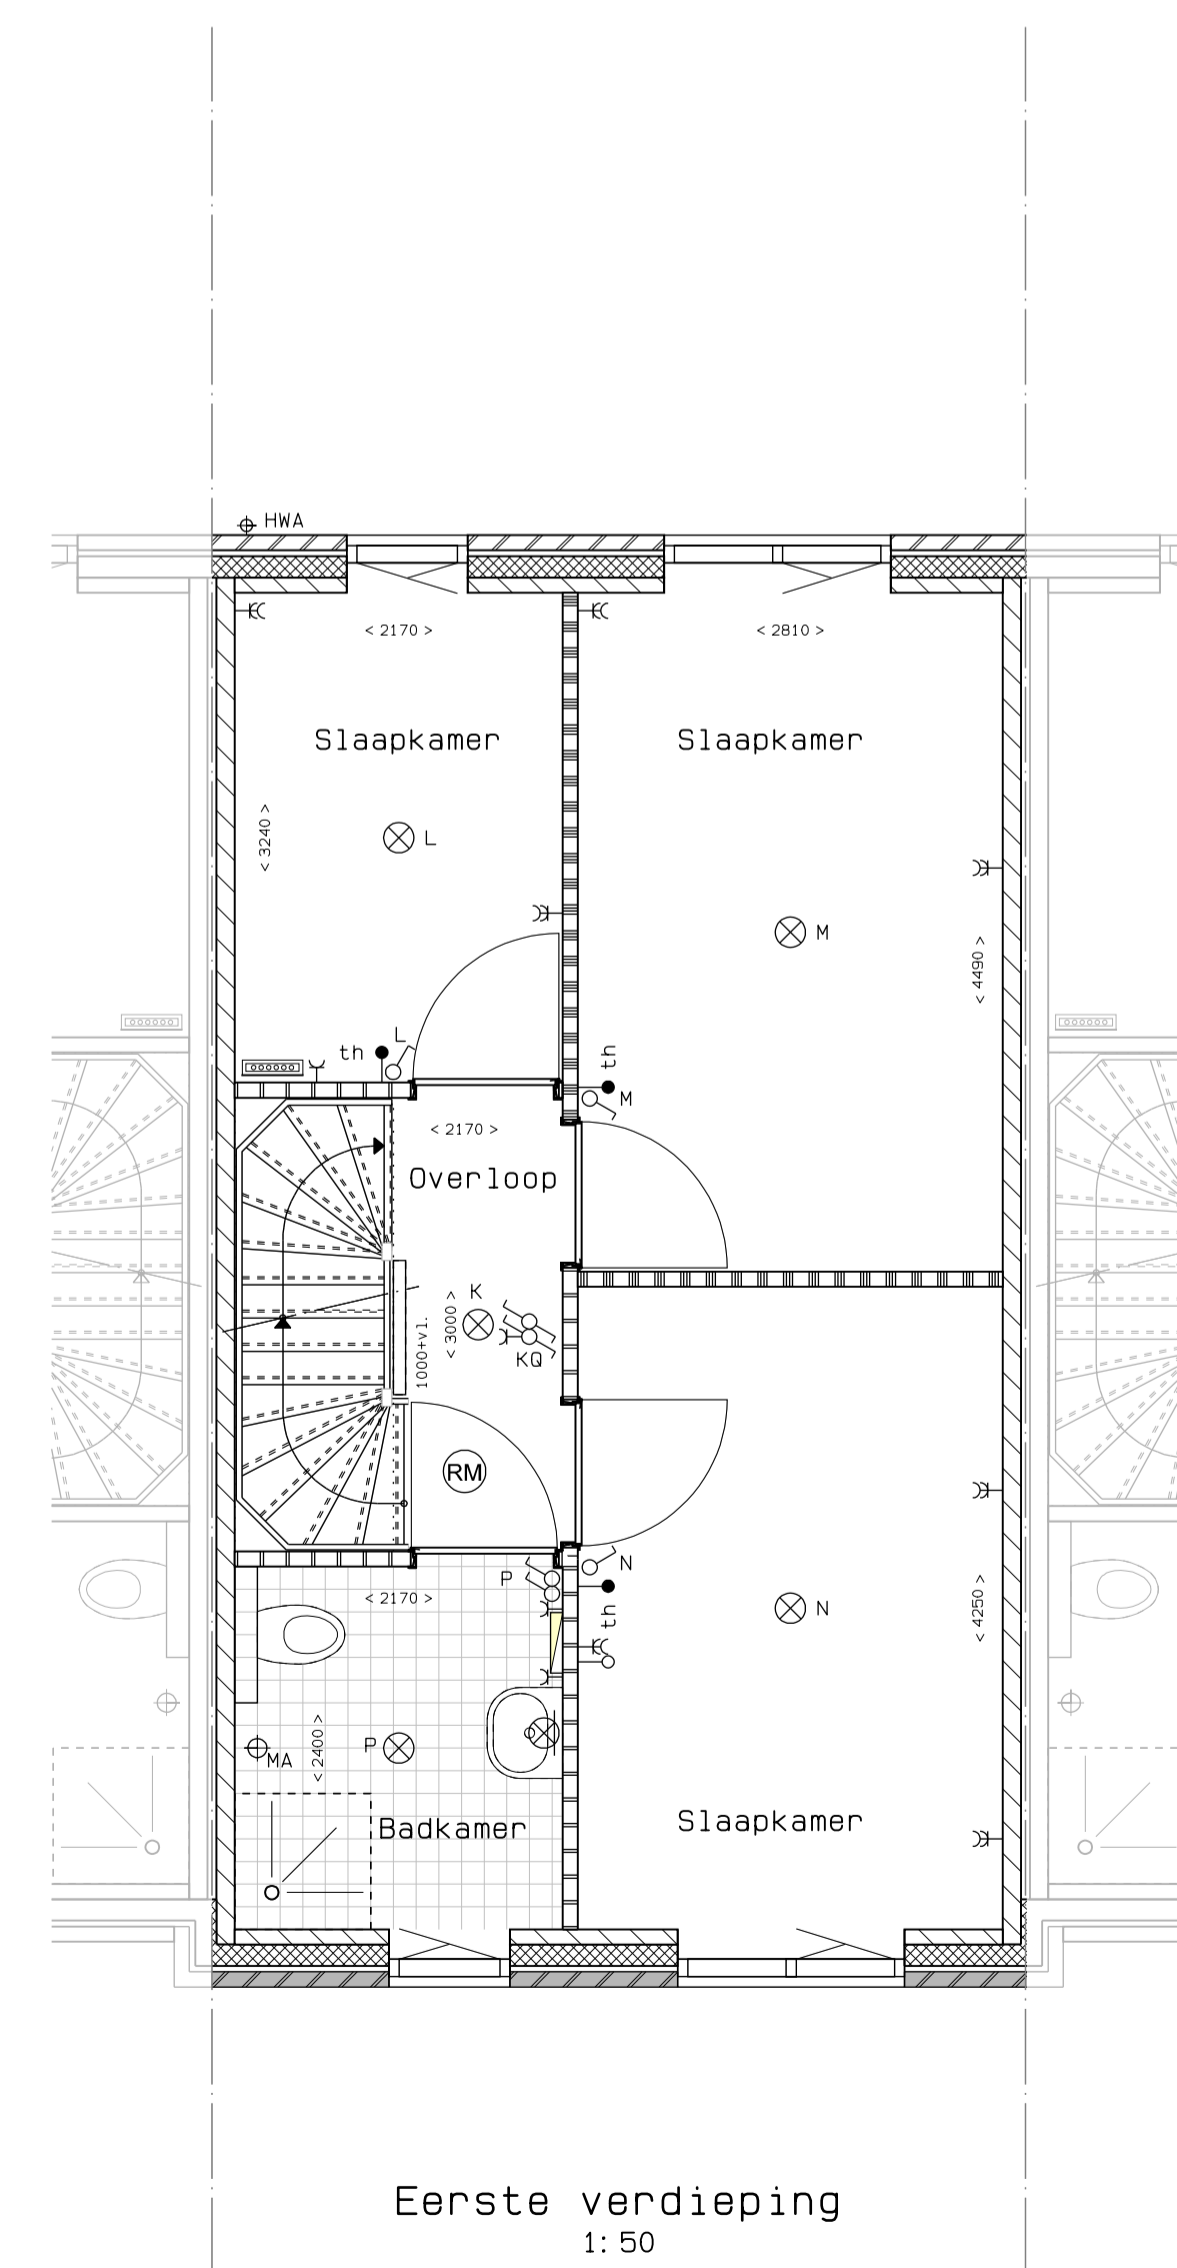 HWA
< 2170 >
< 2810 >
Slaapkamer
Slaapkamer
< 3240 >
L
M
< 4490 >
L
th
th
M
< 2170 >
Overloop
K
< 3000 >
1000+vl.
KQ
RM
P
N
< 2170 >
th
N
< 4250 >
< 2400 >
P
MA
Slaapkamer
Badkamer
Eerste verdieping
1:50